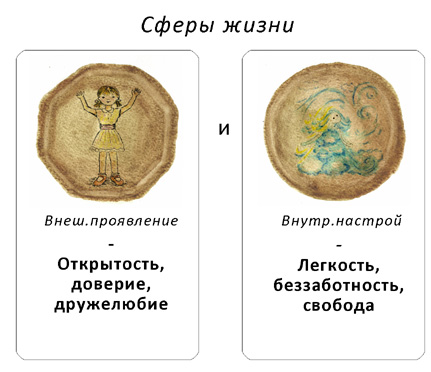 Сферы жизни
и
Внеш.проявление
-
Открытость,
доверие,
дружелюбие
Внутр.настрой
-
Легкость,
беззаботность,
свобода